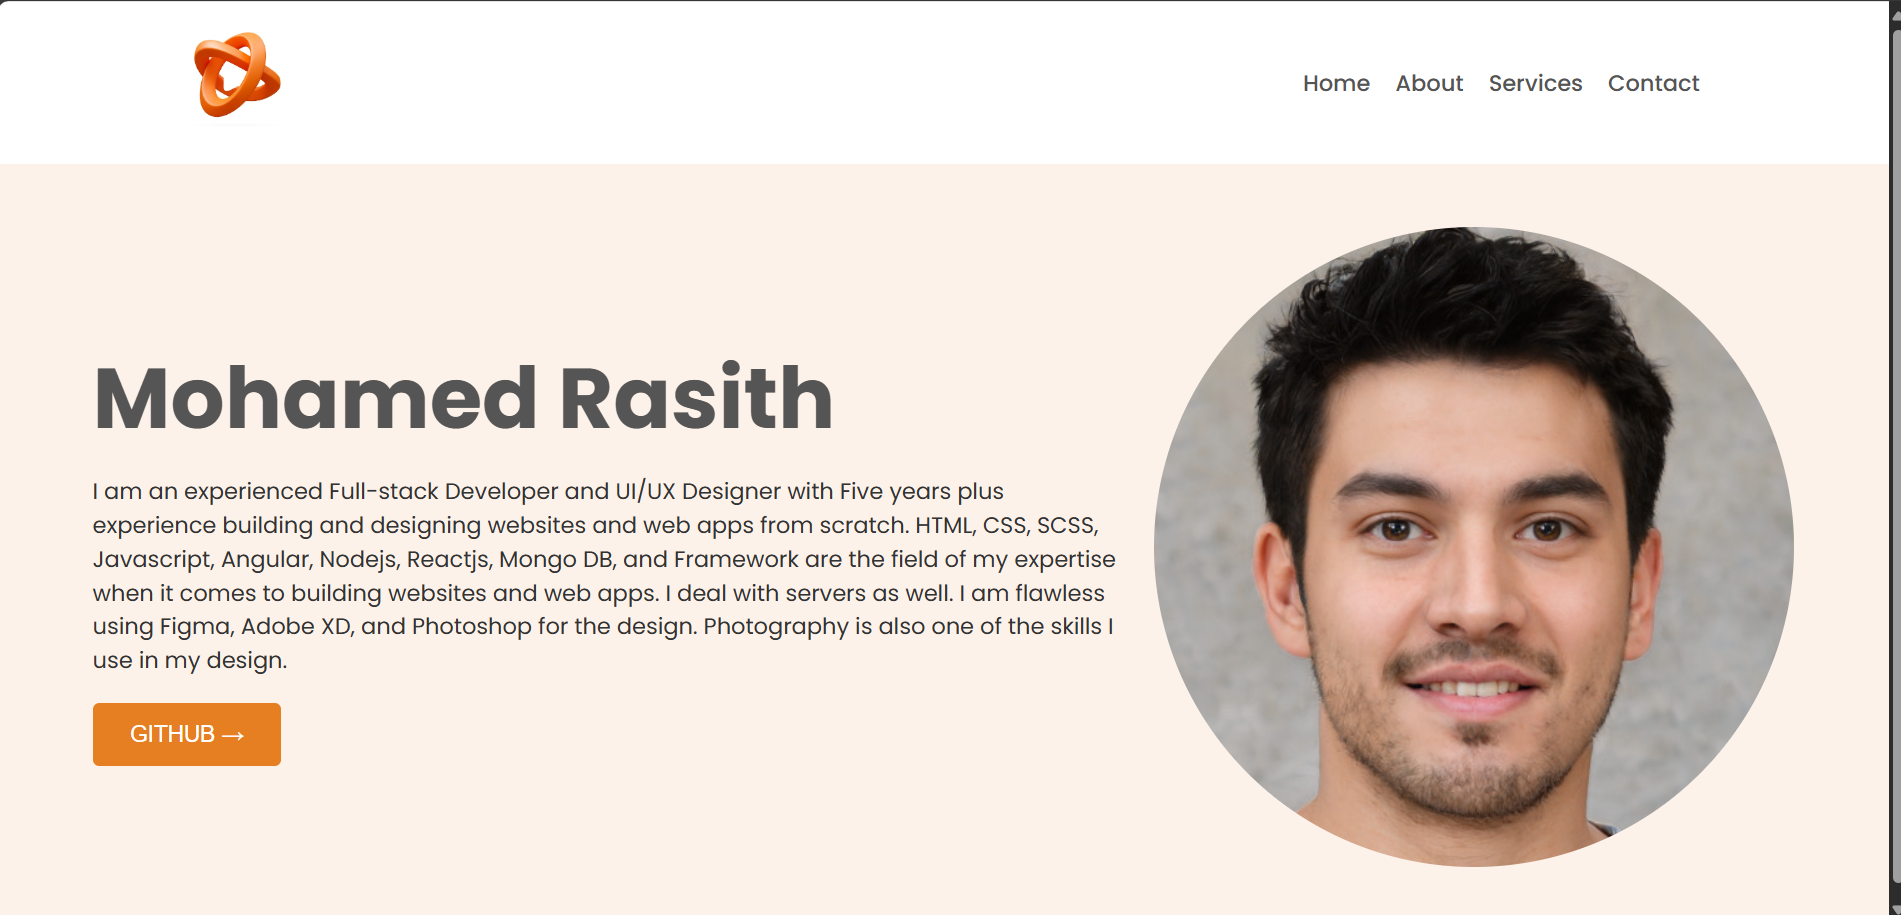 Home About Services Contact
Mohamed Rasith
I am an experienced Full-stack Developer and UI/UX Designer with Five years plus
experience building and designing websites and web apps from scratch. HTML, CSS, SCSS,
Javascript, Angular, Nodejs, Reactjs, Mongo DB, and Framework are the field of my expertise
when it comes to building websites and web apps. I deal with servers as well. I am flawless
using Figma, Adobe XD, and Photoshop for the design. Photography is also one of the skills I
use in my design.
GITHUB →